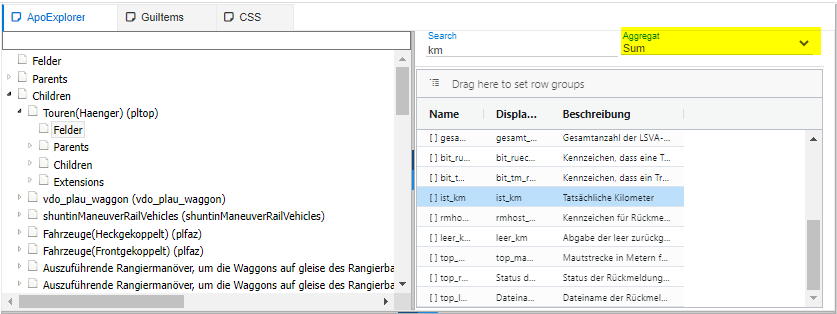 ApoExplorer GuiItems CSS
Felder
Parents
Children
Touren(Haenger) (pltop)
Felder
Parents
Children
Extensions
vdo_plau_waggon (vdo_plau_waggon)
shuntinManeuverRailVehicles (shuntinManeuverRailVehicles)
Fahrzeuge(Heckgekoppelt) (plfaz)
Fahrzeuge(Frontgekoppelt) (plfaz)
Auszuführende Rangiermanöver, um die Waggons auf gleise des Rangierba
Auszuführende Rangiermanöver, um die Waggons auf gleise des Rangierba
Search
km
Aggregat
Sum
Drag here to set row groups
Name Displa... Beschreibung
[ ] gesa... gesamt_... Gesamtanzahl der LSVA-...
[ ] bit_ru... bit_ruec... Kennzeichen, dass eine T...
[ ] bit_t... bit_tm_r... Kennzeichen, dass ein Tr...
[ ] ist_km ist_km Tatsächliche Kilometer
[ ] rmho... rmhost_... Kennzeichen für Rückme...
[ ] leer_k... leer_km Abgabe der leer zurückg...
[ ] top_... top_ma... Mautstrecke in Metern f...
[ ] top_r... Status d... Status der Rückmeldung...
[ ] top_l... Dateina... Dateiname der Rückmel...